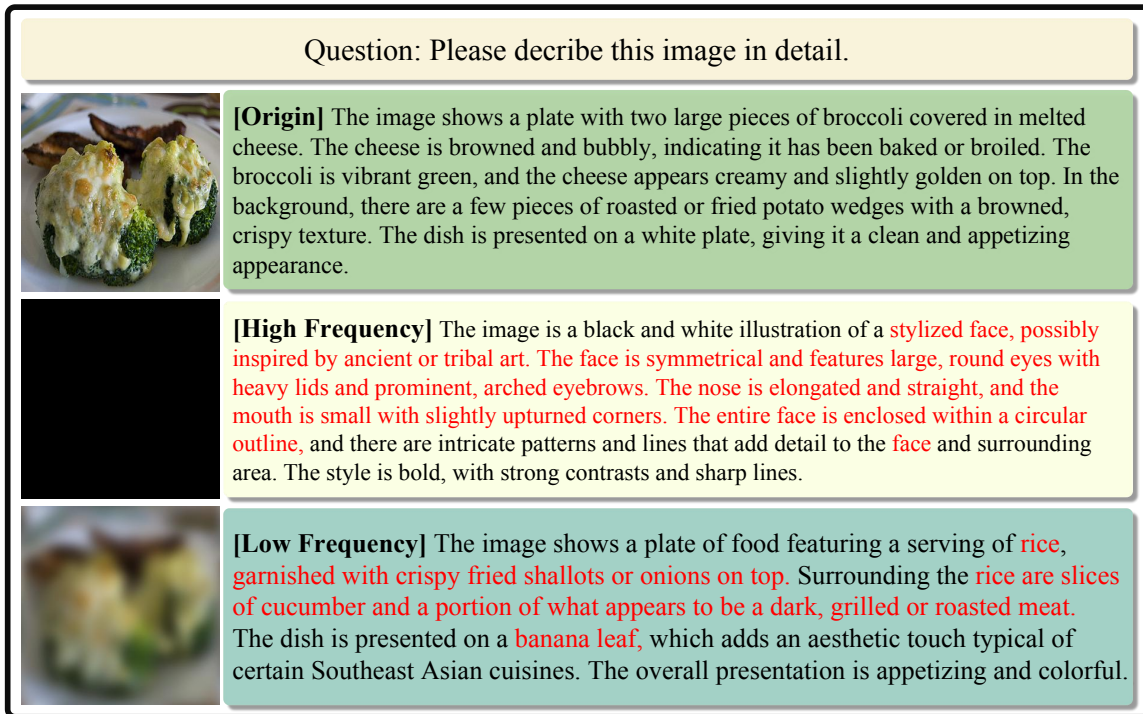 Question: Please decribe this image in detail.
[Origin] The image shows a plate with two large pieces of broccoli covered in melted
cheese. The cheese is browned and bubbly, indicating it has been baked or broiled. The
broccoli is vibrant green, and the cheese appears creamy and slightly golden on top. In the
background, there are a few pieces of roasted or fried potato wedges with a browned,
crispy texture. The dish is presented on a white plate, giving it a clean and appetizing
appearance.
[High Frequency] The image is a black and white illustration of a stylized face, possibly
inspired by ancient or tribal art. The face is symmetrical and features large, round eyes with
heavy lids and prominent, arched eyebrows. The nose is elongated and straight, and the
mouth is small with slightly upturned corners. The entire face is enclosed within a circular
outline, and there are intricate patterns and lines that add detail to the face and surrounding
area. The style is bold, with strong contrasts and sharp lines.
[Low Frequency] The image shows a plate of food featuring a serving of rice,
garnished with crispy fried shallots or onions on top. Surrounding the rice are slices
of cucumber and a portion of what appears to be a dark, grilled or roasted meat.
The dish is presented on a banana leaf, which adds an aesthetic touch typical of
certain Southeast Asian cuisines. The overall presentation is appetizing and colorful.